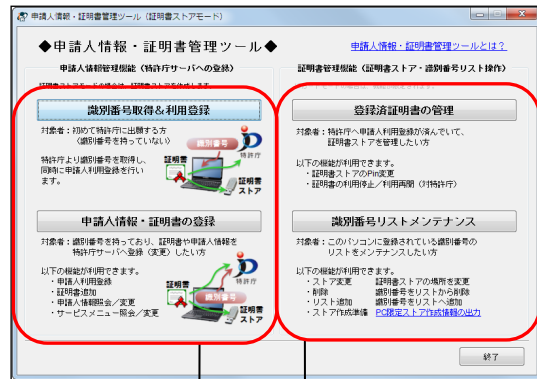 申請人情報・証明書管理ツール（証明書ストアモード）
◆申請人情報・証明書管理ツール◆
申請人情報・証明書管理ツールとは？
申請人情報管理機能（特許庁サーバへの登録）
証明書管理機能（証明書ストア・識別番号リスト操作）
識別番号取得＆利用登録
対象者：初めて特許庁に出願する方
（識別番号を持っていない）
特許庁より識別番号を取得し、
同時に申請人利用登録を行い
ます。
識別番号
証明書
特許庁
証明書
ストア
申請人情報・証明書の登録
対象者：識別番号を持っており、証明書や申請人情報を
特許庁サーバへ登録（変更）したい方
以下の機能が利用できます。
・申請人利用登録
・証明書追加
・申請人情報照会／変更
・サービスメニュー照会／変更
証明書
特許庁
識別番号
証明書
ストア
登録済証明書の管理
対象者：特許庁へ申請人利用登録が済んでいて、
証明書ストアを管理したい方
以下の機能が利用できます。
・証明書ストアのPin変更
・証明書の利用停止／利用再開（対特許庁）
識別番号リストメンテナンス
対象者：このパソコンに登録されている識別番号の
リストをメンテナンスしたい方
以下の機能が利用できます。
・ストア変更　証明書ストアの場所を変更
・削除　識別番号をリストから削除
・リスト追加　識別番号をリストへ追加
・ストア作成準備　PC限定ストア作成情報の出力
終了